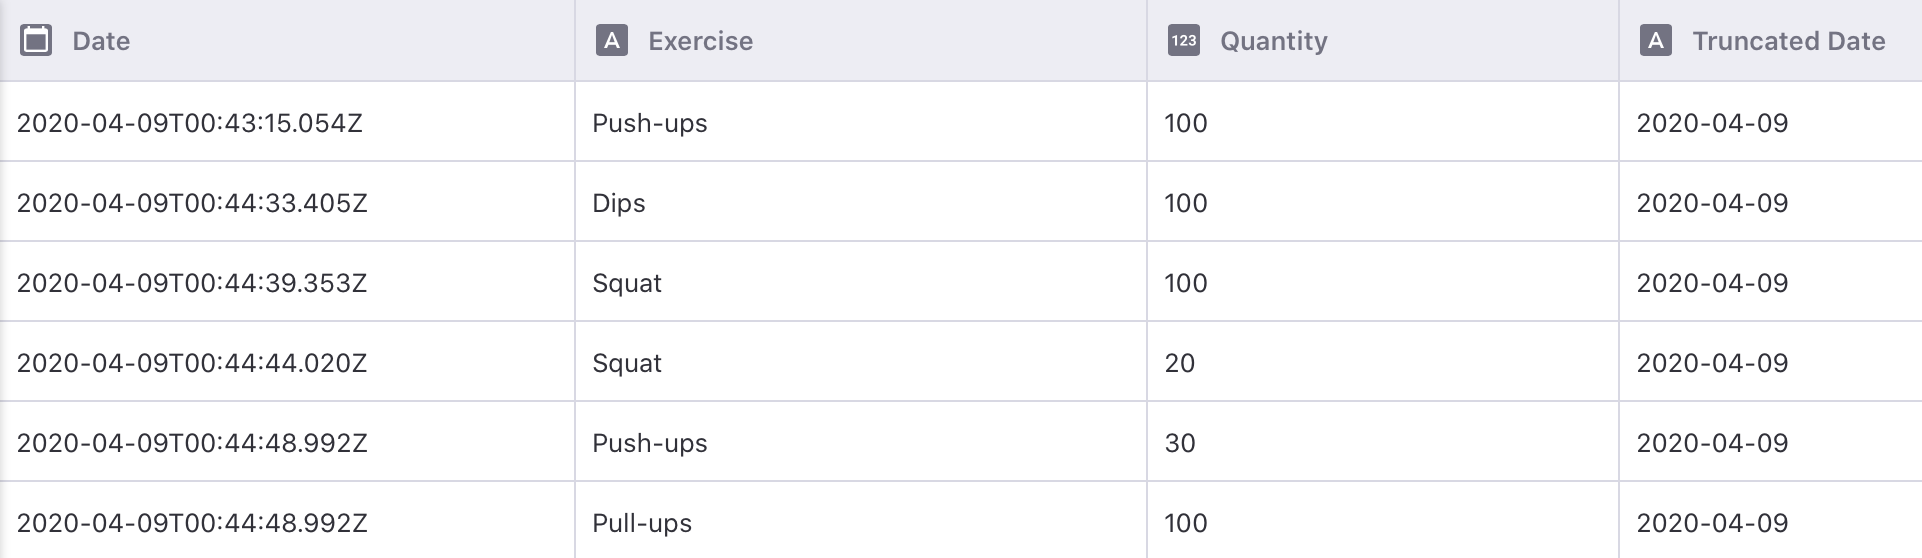 Date A Exercise 123 Quantity A Truncated Date
2020-04-09T00:43:15.054Z Push-ups 100 2020-04-09
2020-04-09T00:44:33.405Z Dips 100 2020-04-09
2020-04-09T00:44:39.353Z Squat 100 2020-04-09
2020-04-09T00:44:44.020Z Squat 20 2020-04-09
2020-04-09T00:44:48.992Z Push-ups 30 2020-04-09
2020-04-09T00:44:48.992Z Pull-ups 100 2020-04-09